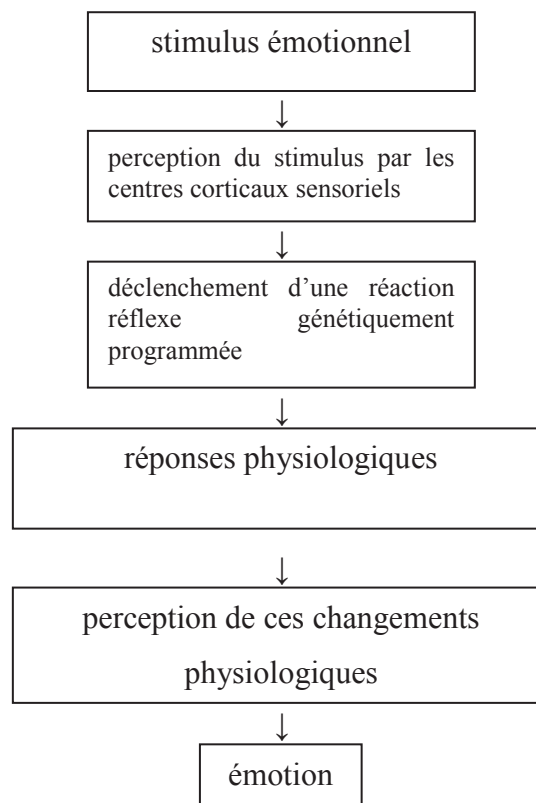 stimulus émotionnel
↓
perception du stimulus par les
centres corticaux sensoriels
↓
déclenchement d'une réaction
réflexe génétiquement
programmée
↓
réponses physiologiques
↓
perception de ces changements
physiologiques
↓
émotion